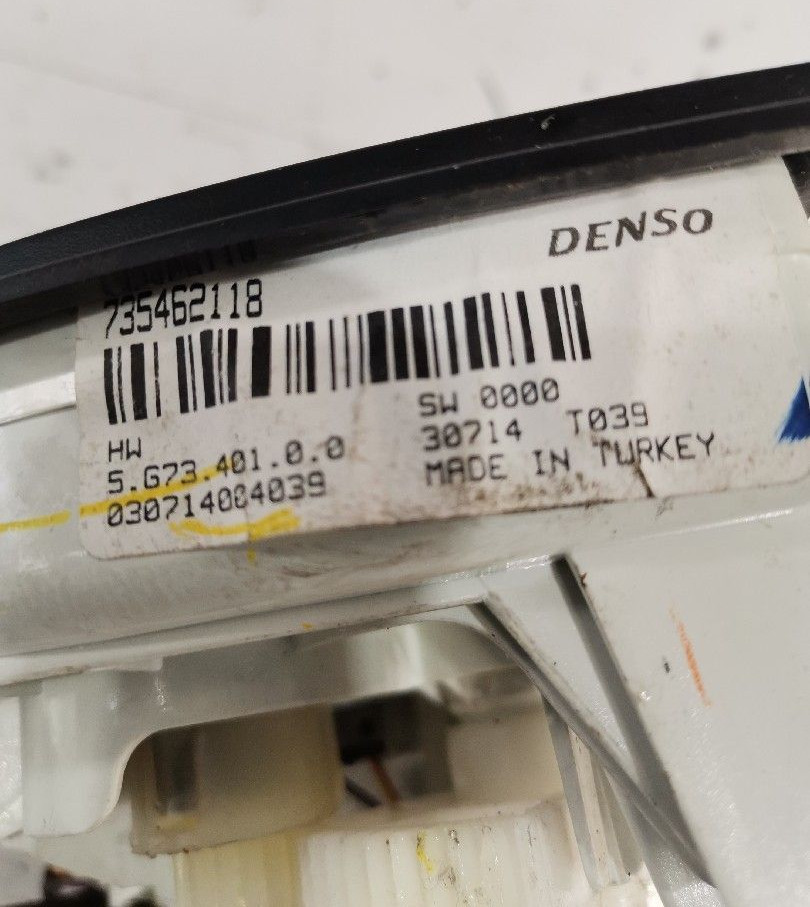 DENSO
735462118
HW
SW 0000
5.G73.401.0.0
30714 T039
030714004039
MADE IN TURKEY